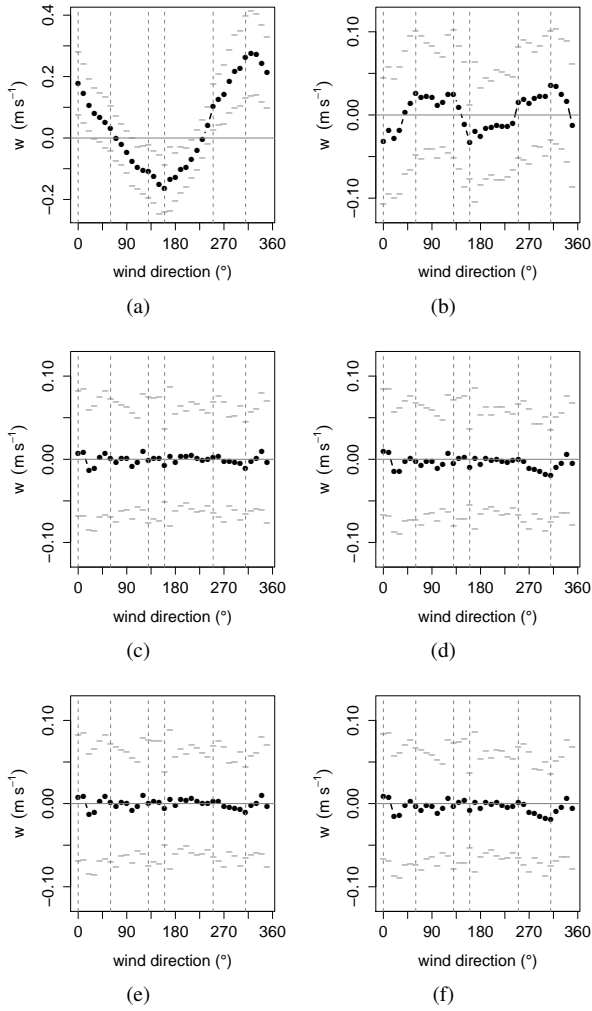 0.4
0.2
0.0
−0.2
w (m s⁻¹)
0 90 180 270 360
wind direction (°)
(a)
0.10
0.00
−0.10
w (m s⁻¹)
0 90 180 270 360
wind direction (°)
(b)
0.10
0.00
−0.10
w (m s⁻¹)
0 90 180 270 360
wind direction (°)
(c)
0.10
0.00
−0.10
w (m s⁻¹)
0 90 180 270 360
wind direction (°)
(d)
0.10
0.00
−0.10
w (m s⁻¹)
0 90 180 270 360
wind direction (°)
(e)
0.10
0.00
−0.10
w (m s⁻¹)
0 90 180 270 360
wind direction (°)
(f)